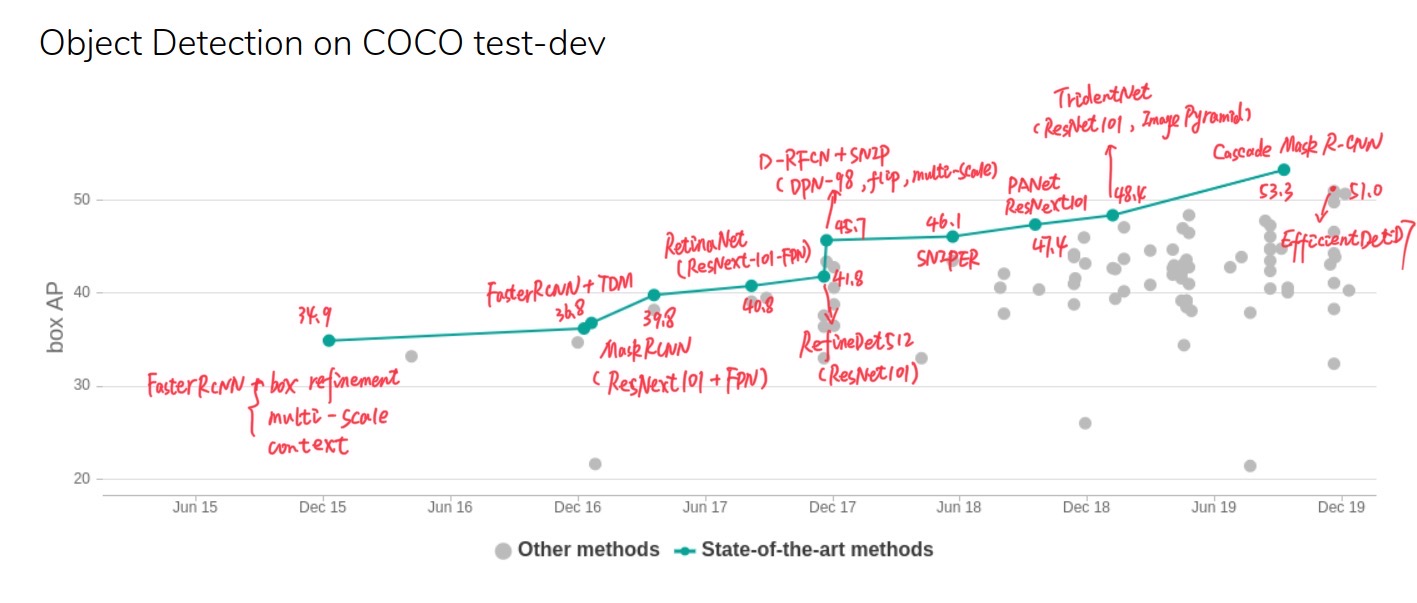 Object Detection on COCO test-dev
TridentNet
(ResNet101, Image Pyramid)
D-RFCN + SNIP
(DPN-98, flip, multi-scale)
Cascade Mask R-CNN
PANet
ResNext101
48.4
53.3
51.0
EfficientDetD7
45.7
46.1
47.4
SNIPER
RetinaNet
(ResNext-101-FPN)
41.8
FasterRCNN + TDM
36.8
39.8
40.8
34.9
MaskRCNN
(ResNext101 + FPN)
RefineDet512
(ResNet101)
FasterRCNN + box refinement
multi-scale
context
box AP
50
40
30
20
Jun 15
Dec 15
Jun 16
Dec 16
Jun 17
Dec 17
Jun 18
Dec 18
Jun 19
Dec 19
Other methods
State-of-the-art methods